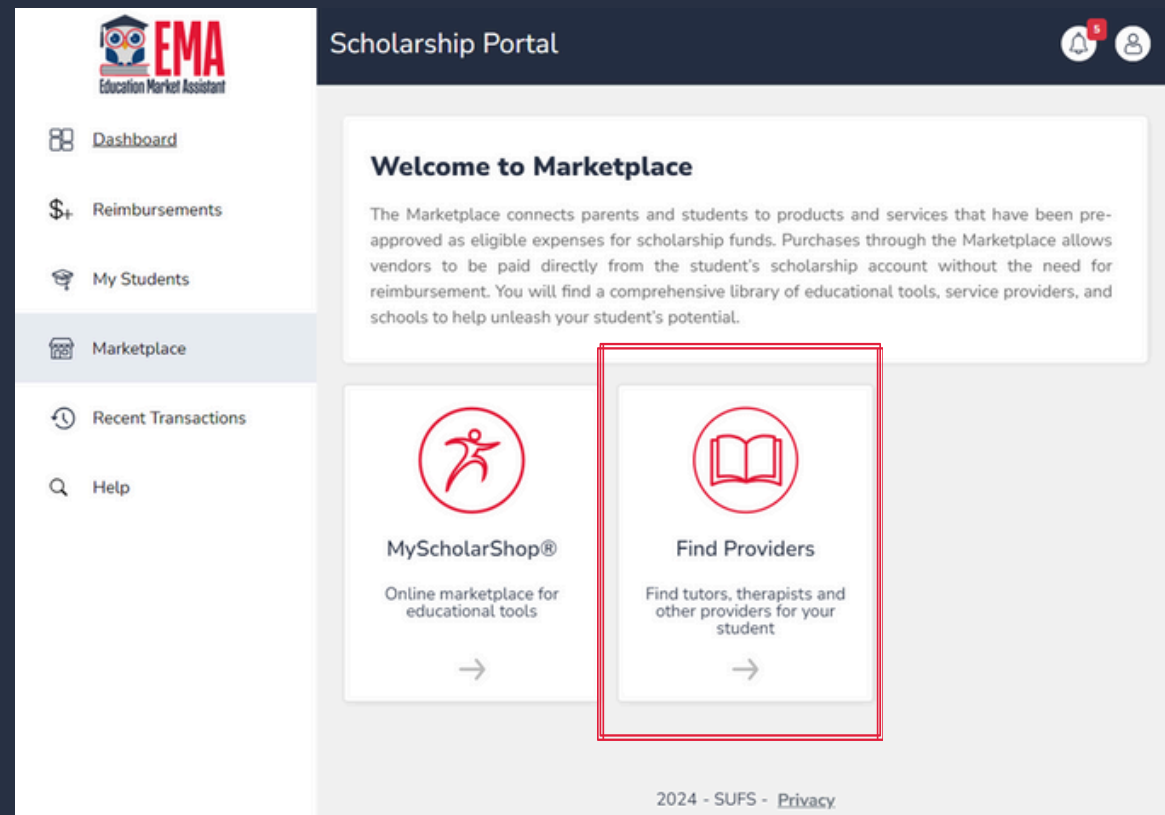 EMA
Education Market Assistant
Scholarship Portal
5
Dashboard
Reimbursements
My Students
Marketplace
Recent Transactions
Help
Welcome to Marketplace
The Marketplace connects parents and students to products and services that have been pre-
approved as eligible expenses for scholarship funds. Purchases through the Marketplace allows
vendors to be paid directly from the student's scholarship account without the need for
reimbursement. You will find a comprehensive library of educational tools, service providers, and
schools to help unleash your student's potential.
MyScholarShop®
Online marketplace for
educational tools
Find Providers
Find tutors, therapists and
other providers for your
student
2024 - SUFS - Privacy